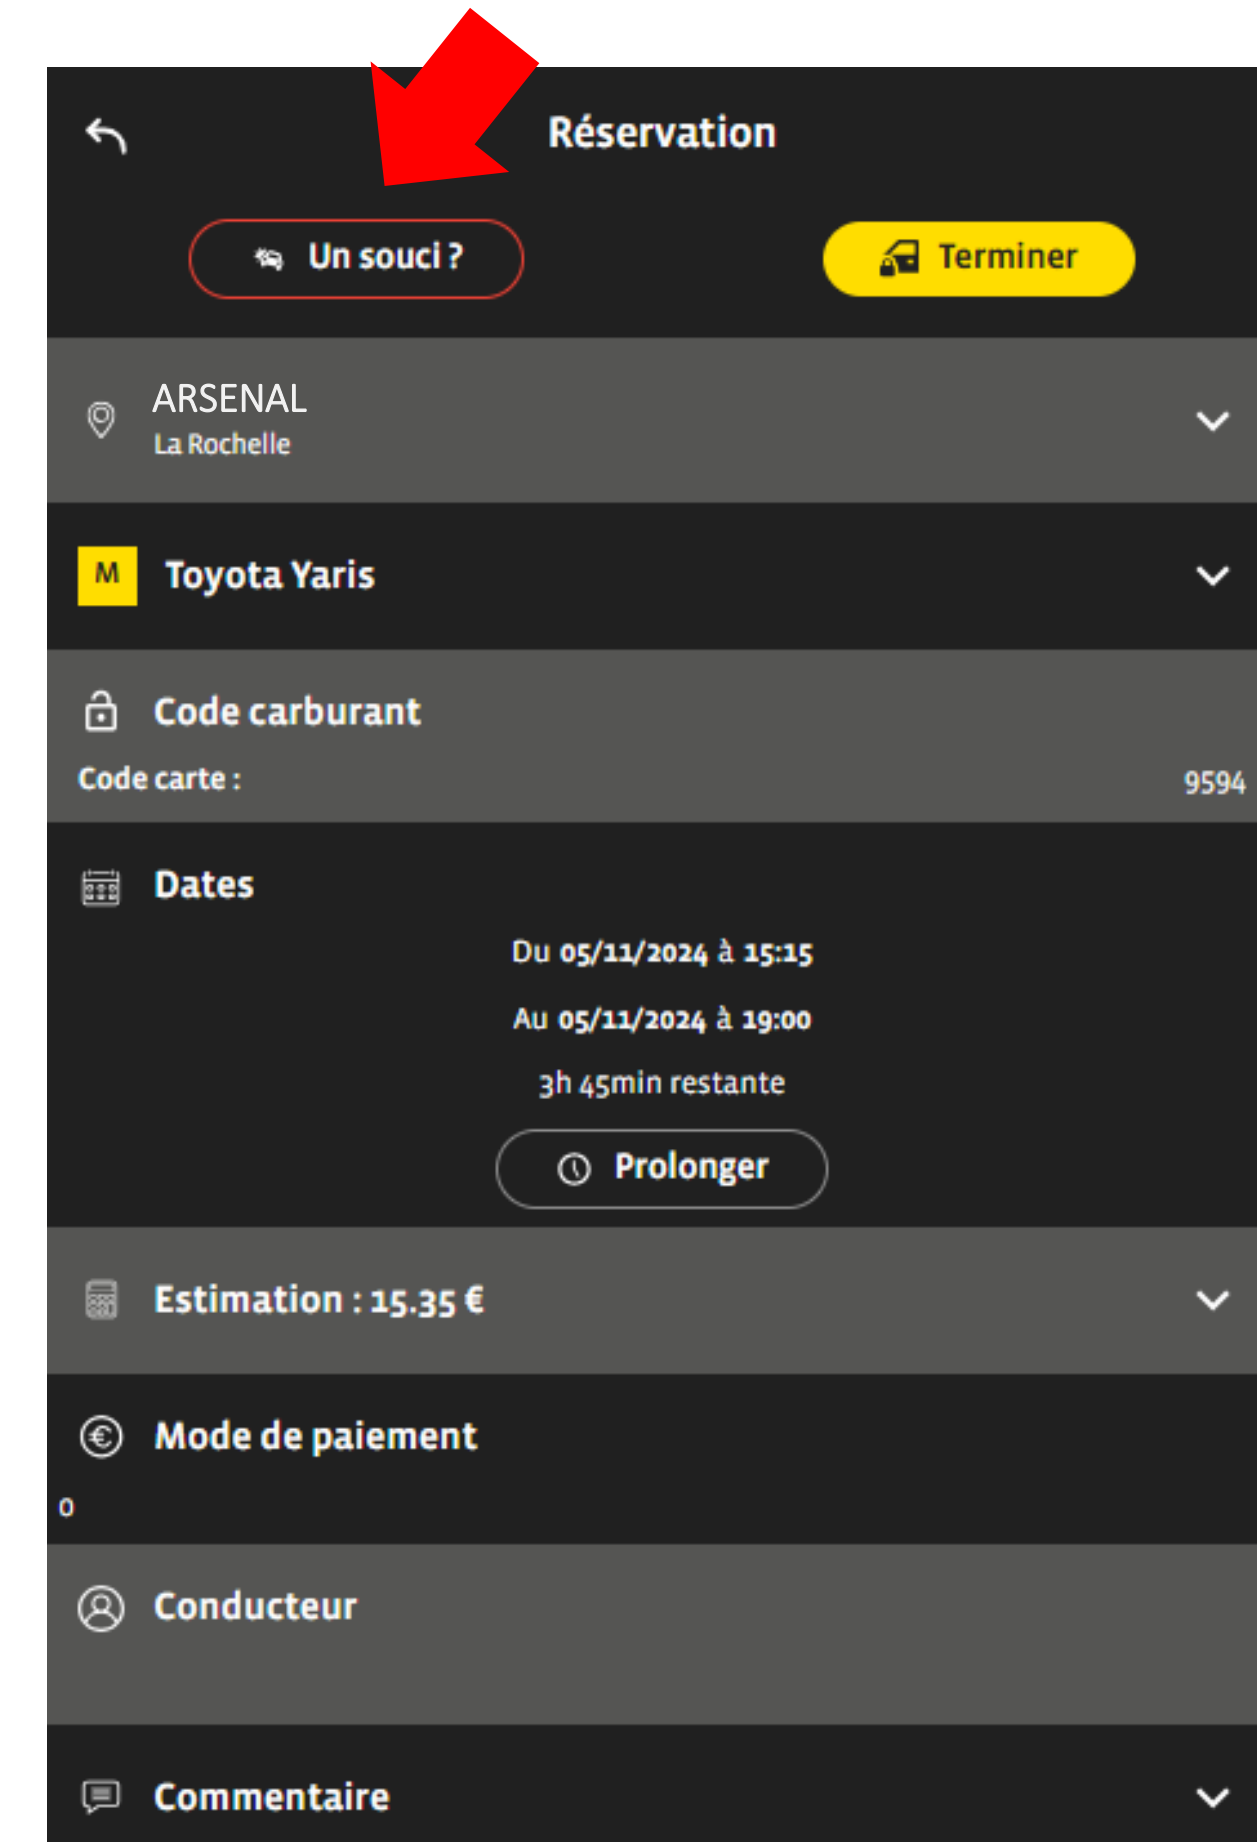 Réservation
Un souci ?
Terminer
ARSENAL
La Rochelle
M Toyota Yaris
Code carburant
Code carte : 9594
Dates
Du 05/11/2024 à 15:15
Au 05/11/2024 à 19:00
3h 45min restante
Prolonger
Estimation : 15.35 €
Mode de paiement
0
Conducteur
Commentaire